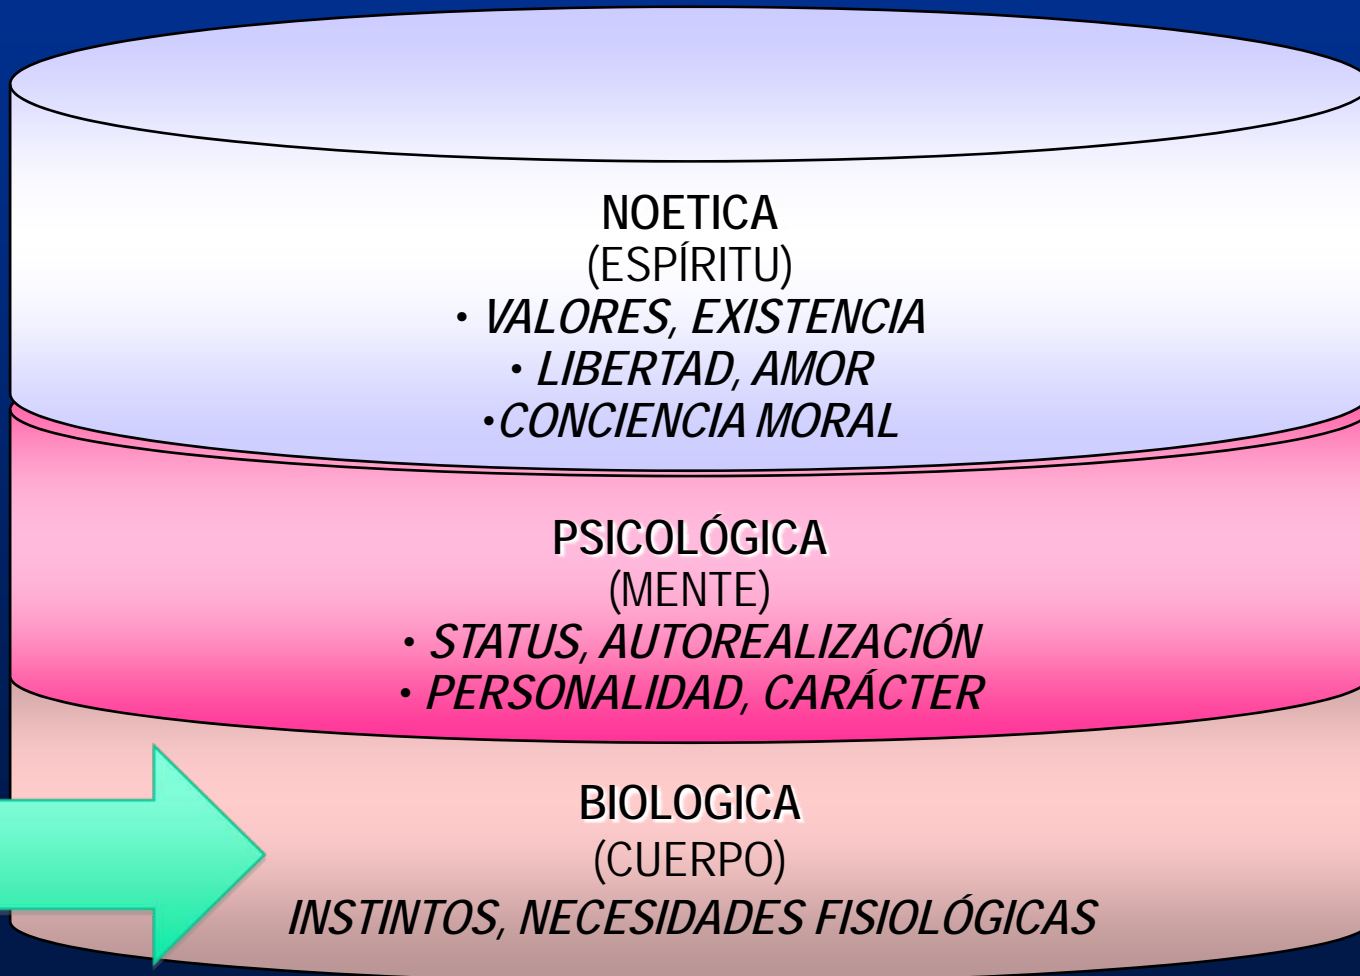 NOETICA
(ESPÍRITU)
• VALORES, EXISTENCIA
• LIBERTAD, AMOR
•CONCIENCIA MORAL
PSICOLÓGICA
(MENTE)
• STATUS, AUTOREALIZACIÓN
• PERSONALIDAD, CARÁCTER
BIOLOGICA
(CUERPO)
INSTINTOS, NECESIDADES FISIOLÓGICAS